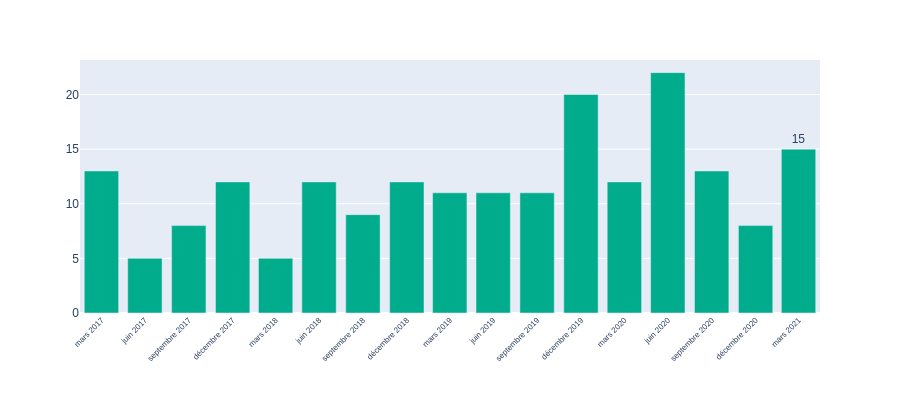 20
15
10
5
0
15
mars 2017
juin 2017
septembre 2017
décembre 2017
mars 2018
juin 2018
septembre 2018
décembre 2018
mars 2019
juin 2019
septembre 2019
décembre 2019
mars 2020
juin 2020
septembre 2020
décembre 2020
mars 2021